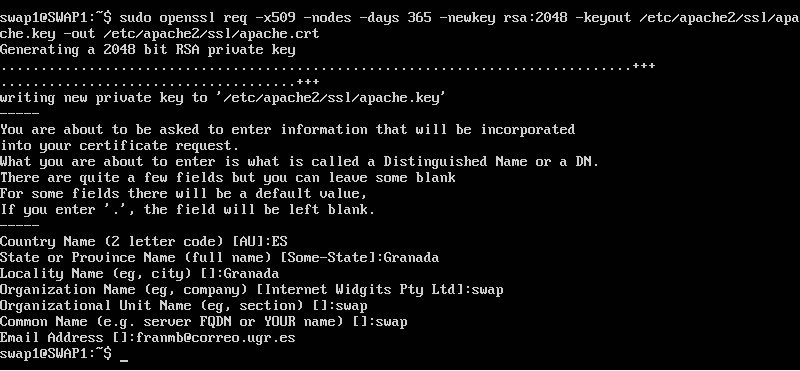 swap1@SWAP1:~$ sudo openssl req -x509 -nodes -days 365 -newkey rsa:2048 -keyout /etc/apache2/ssl/apa
che.key -out /etc/apache2/ssl/apache.crt
Generating a 2048 bit RSA private key
...............................................................................+++
.....................................+++
writing new private key to '/etc/apache2/ssl/apache.key'
-----
You are about to be asked to enter information that will be incorporated
into your certificate request.
What you are about to enter is what is called a Distinguished Name or a DN.
There are quite a few fields but you can leave some blank
For some fields there will be a default value,
If you enter '.', the field will be left blank.
-----
Country Name (2 letter code) [AU]:ES
State or Province Name (full name) [Some-State]:Granada
Locality Name (eg, city) []:Granada
Organization Name (eg, company) [Internet Widgits Pty Ltd]:swap
Organizational Unit Name (eg, section) []:swap
Common Name (e.g. server FQDN or YOUR name) []:swap
Email Address []:franmb@correo.ugr.es
swap1@SWAP1:~$ _